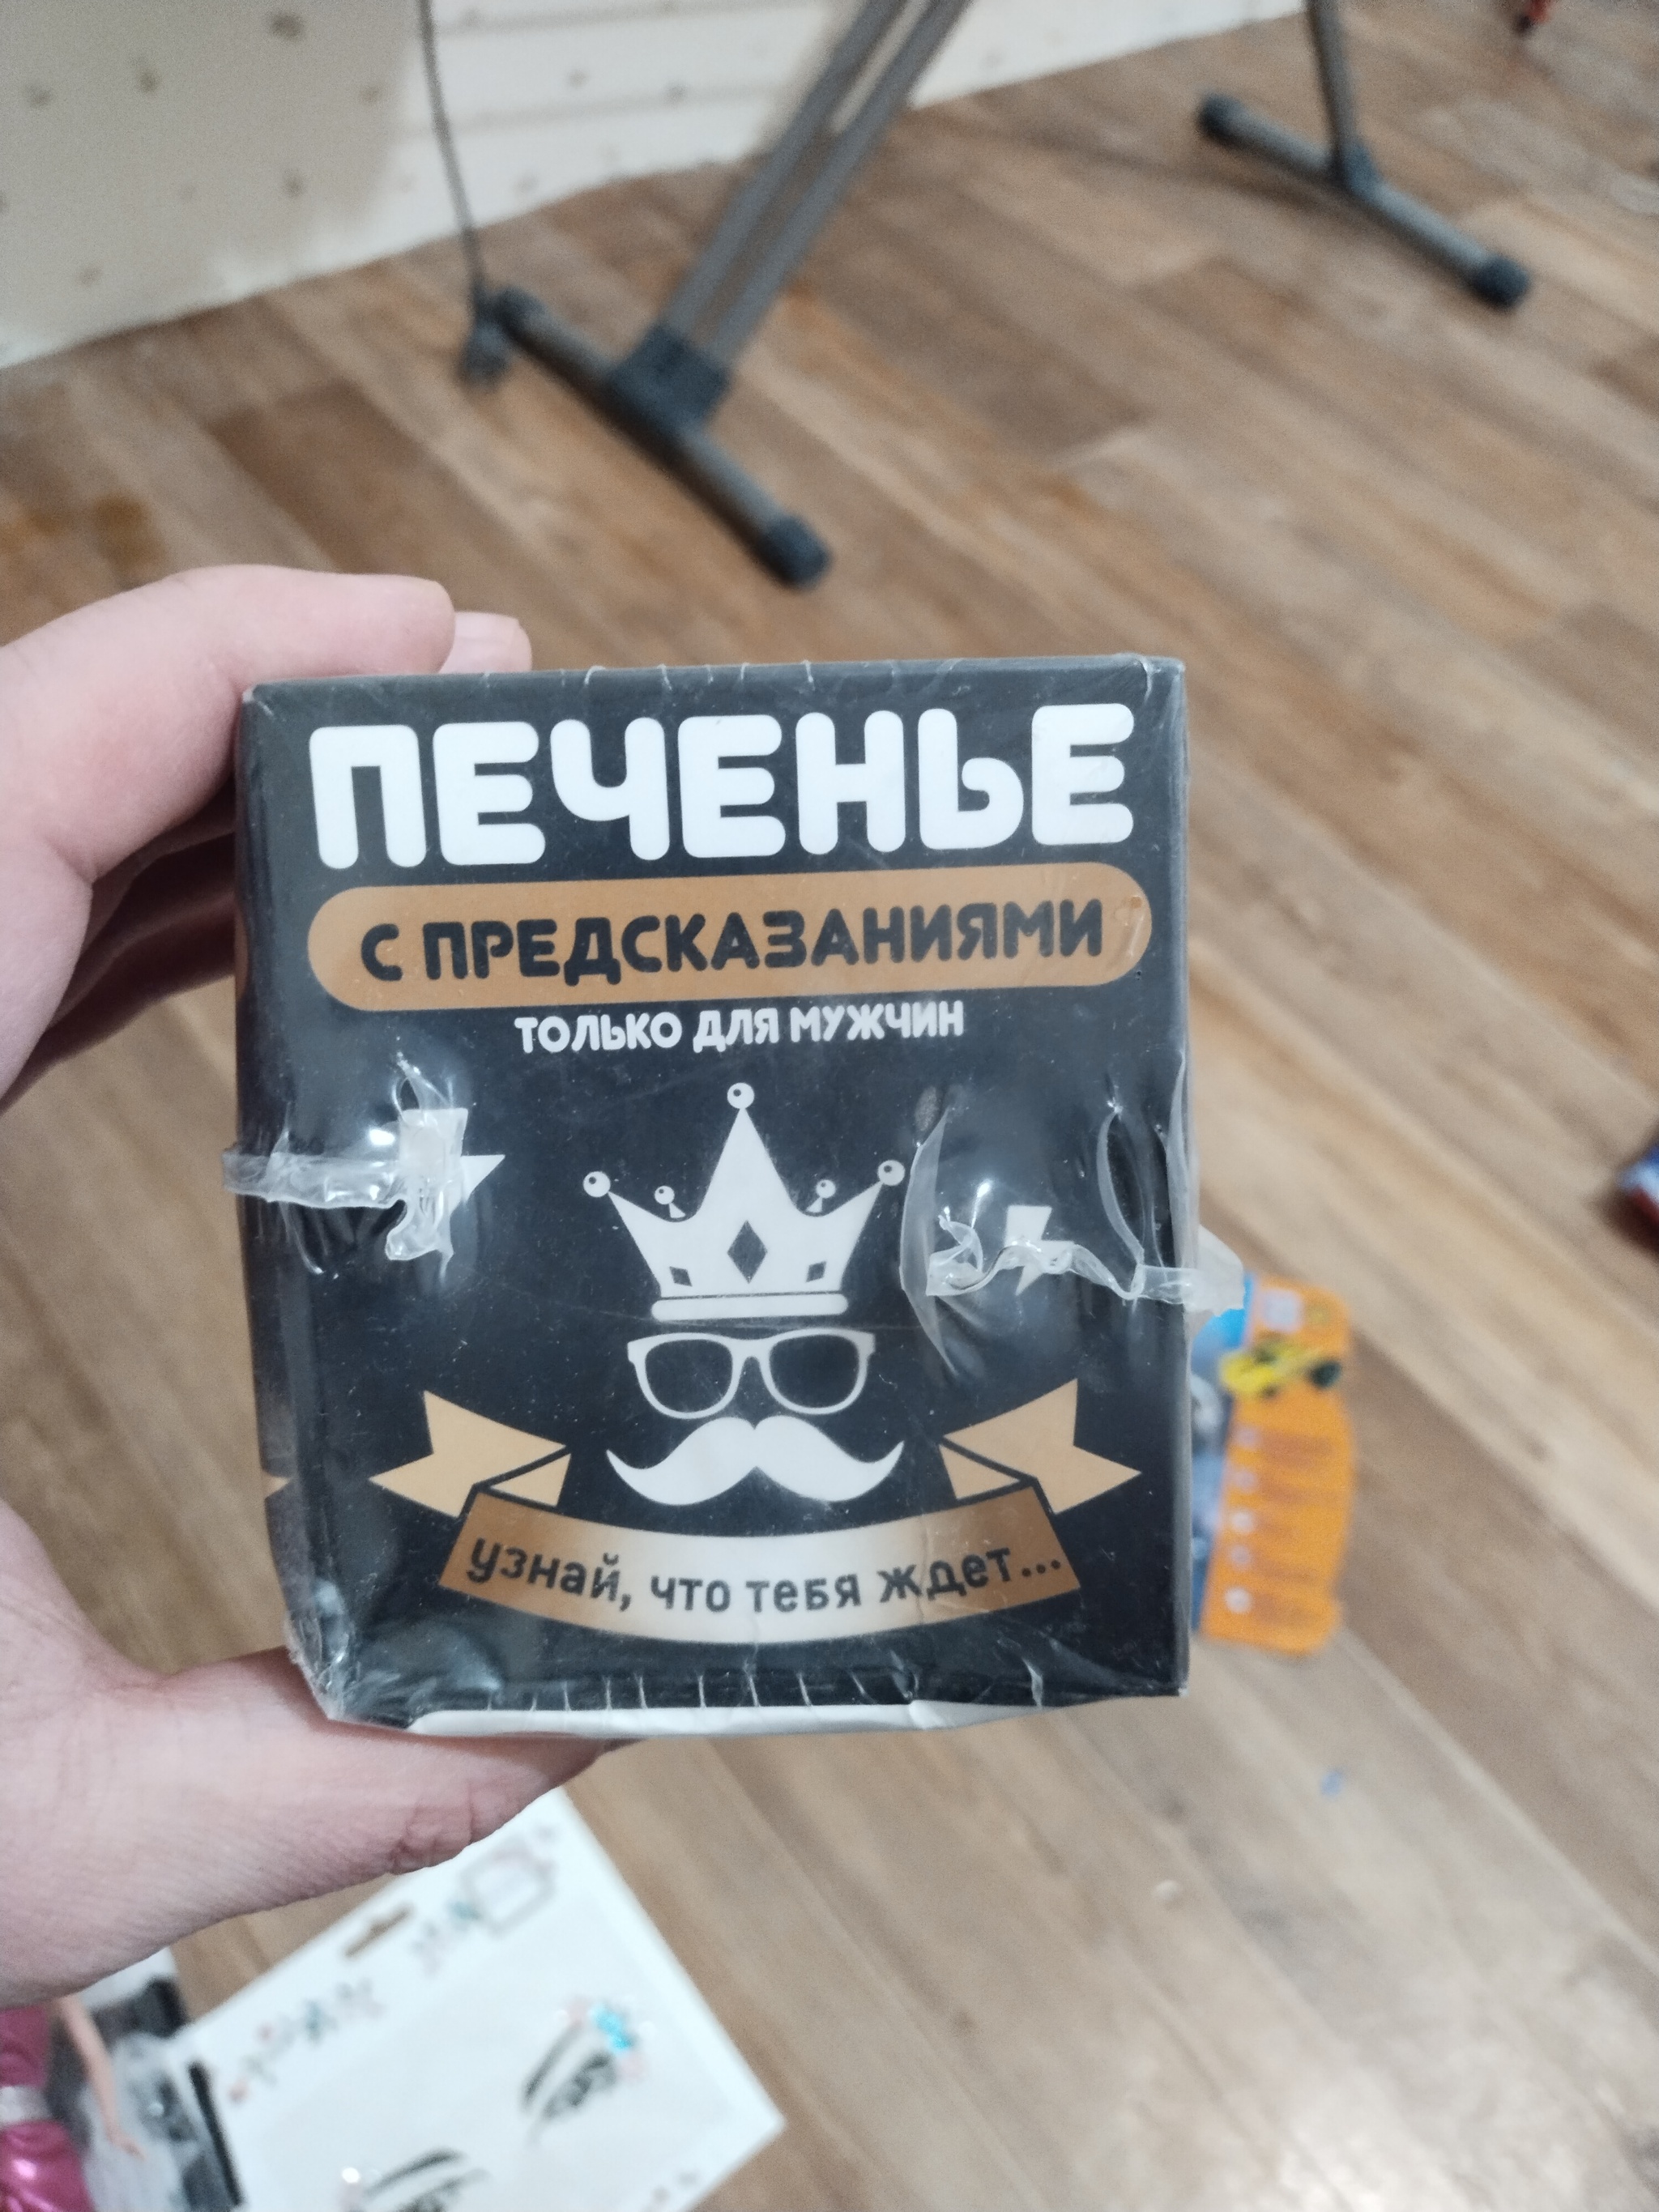 ПЕЧЕНЬЕ
С ПРЕДСКАЗАНИЯМИ
ТОЛЬКО ДЛЯ МУЖЧИН
узнай, что тебя ждет...